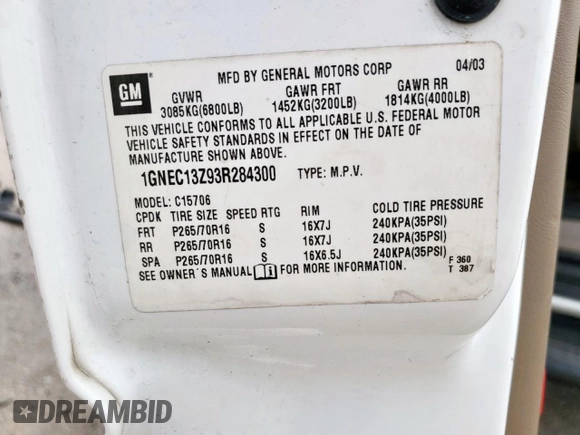 GM
MFD BY GENERAL MOTORS CORP 04/03
GVWR GAWR FRT GAWR RR
3085KG(6800LB) 1452KG(3200LB) 1814KG(4000LB)
THIS VEHICLE CONFORMS TO ALL APPLICABLE U.S. FEDERAL MOTOR
VEHICLE SAFETY STANDARDS IN EFFECT ON THE DATE OF
MANUFACTURE SHOWN ABOVE.
1GNEC13Z93R284300 TYPE: M.P.V.
MODEL: C15706
CPDK TIRE SIZE SPEED RTG RIM COLD TIRE PRESSURE
FRT P265/70R16 S 16X7J 240KPA(35PSI)
RR P265/70R16 S 16X7J 240KPA(35PSI)
SPA P265/70R16 S 16X6.5J 240KPA(35PSI)
SEE OWNER'S MANUAL FOR MORE INFORMATION. F 360
T 387
DREAMBID